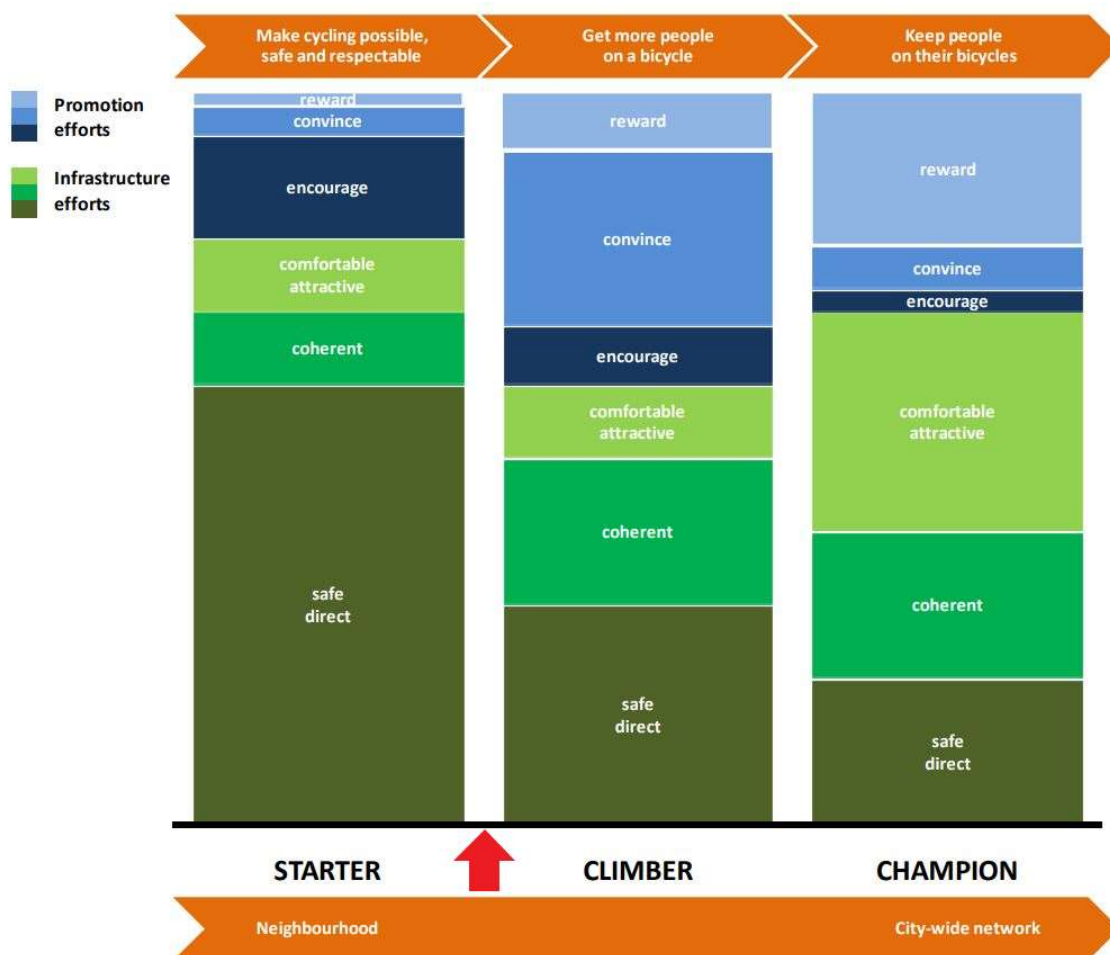 Make cycling possible,
safe and respectable
Get more people
on a bicycle
Keep people
on their bicycles
Promotion
efforts
Infrastructure
efforts
reward
convince
encourage
comfortable
attractive
coherent
safe
direct
reward
convince
encourage
comfortable
attractive
coherent
safe
direct
reward
convince
encourage
comfortable
attractive
coherent
safe
direct
STARTER
CLIMBER
CHAMPION
Neighbourhood
City-wide network